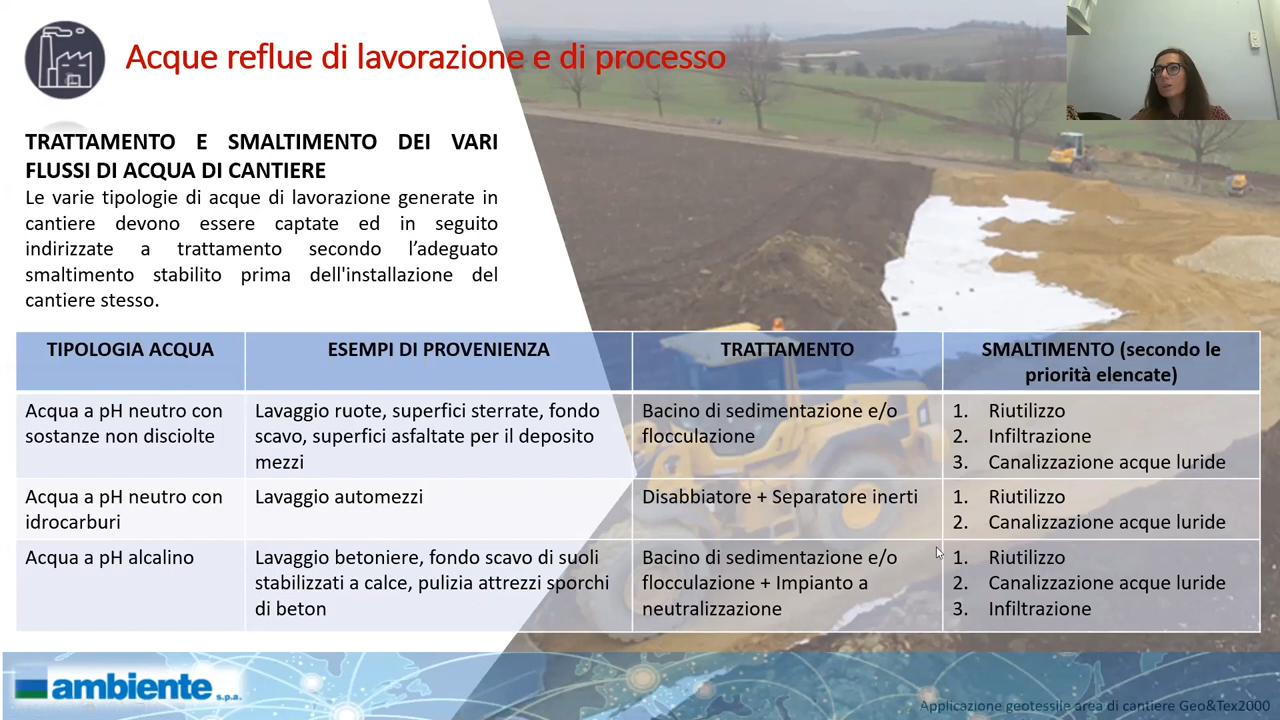 Acque reflue di lavorazione e di processo
TRATTAMENTO E SMALTIMENTO DEI VARI
FLUSSI DI ACQUA DI CANTIERE
Le varie tipologie di acque di lavorazione generate in
cantiere devono essere captate ed in seguito
indirizzate a trattamento secondo l’adeguato
smaltimento stabilito prima dell'installazione del
cantiere stesso.
TIPOLOGIA ACQUA
ESEMPI DI PROVENIENZA
TRATTAMENTO
SMALTIMENTO (secondo le
priorità elencate)
Acqua a pH neutro con
sostanze non disciolte
Lavaggio ruote, superfici sterrate, fondo
scavo, superfici asfaltate per il deposito
mezzi
Bacino di sedimentazione e/o
flocculazione
1. Riutilizzo
2. Infiltrazione
3. Canalizzazione acque luride
Acqua a pH neutro con
idrocarburi
Lavaggio automezzi
Disabbiatore + Separatore inerti
1. Riutilizzo
2. Canalizzazione acque luride
Acqua a pH alcalino
Lavaggio betoniere, fondo scavo di suoli
stabilizzati a calce, pulizia attrezzi sporchi
di beton
Bacino di sedimentazione e/o
flocculazione + Impianto a
neutralizzazione
1. Riutilizzo
2. Canalizzazione acque luride
3. Infiltrazione
ambiente s.p.a.
Applicazione geotessile area di cantiere Geo&Tex2000